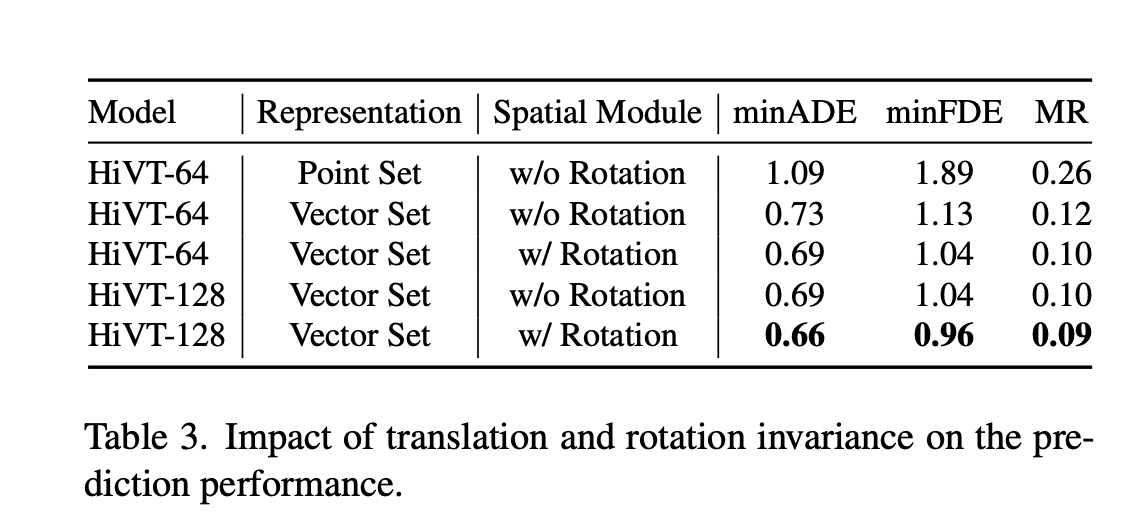 Model Representation Spatial Module minADE minFDE MR
HiVT-64 Point Set w/o Rotation 1.09 1.89 0.26
HiVT-64 Vector Set w/o Rotation 0.73 1.13 0.12
HiVT-64 Vector Set w/ Rotation 0.69 1.04 0.10
HiVT-128 Vector Set w/o Rotation 0.69 1.04 0.10
HiVT-128 Vector Set w/ Rotation 0.66 0.96 0.09
Table 3. Impact of translation and rotation invariance on the pre-
diction performance.